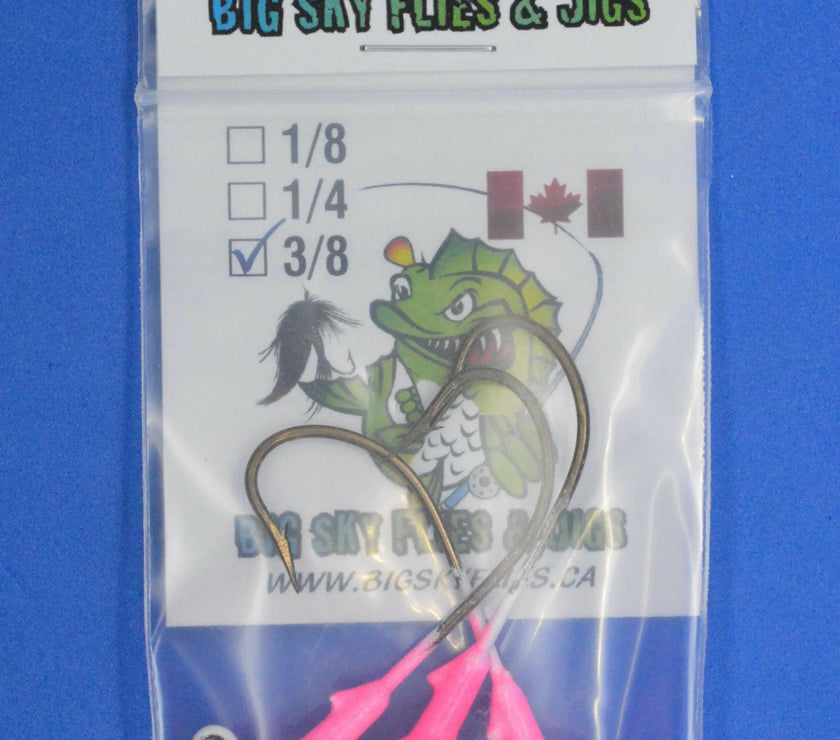 BIG SKY FLIES & JIGS
1/8
1/4
3/8
BIG SKY FLIES & JIGS
WWW.BIGSKYFLIES.CA